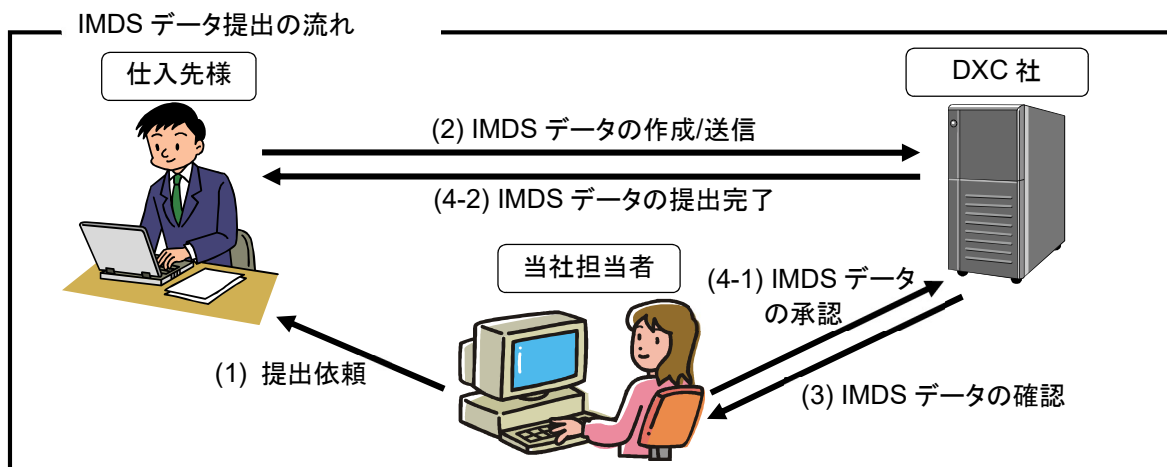 IMDS データ提出の流れ
仕入先様
DXC 社
(2) IMDS データの作成/送信
(4-2) IMDS データの提出完了
当社担当者
(4-1) IMDS データ
の承認
(1) 提出依頼
(3) IMDS データの確認